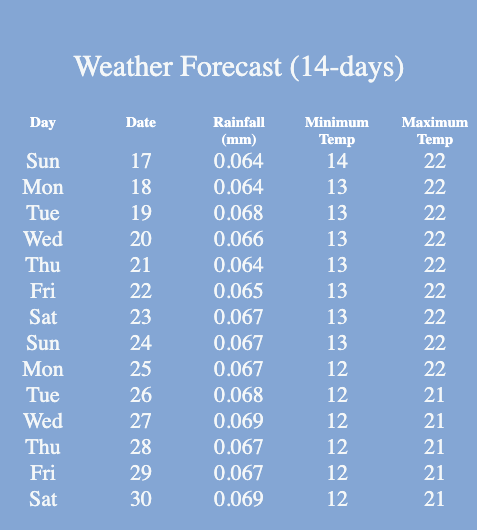 Weather Forecast (14-days)
Day Date Rainfall (mm) Minimum Temp Maximum Temp
Sun 17 0.064 14 22
Mon 18 0.064 13 22
Tue 19 0.068 13 22
Wed 20 0.066 13 22
Thu 21 0.064 13 22
Fri 22 0.065 13 22
Sat 23 0.067 13 22
Sun 24 0.067 13 22
Mon 25 0.067 12 22
Tue 26 0.068 12 21
Wed 27 0.069 12 21
Thu 28 0.067 12 21
Fri 29 0.067 12 21
Sat 30 0.069 12 21